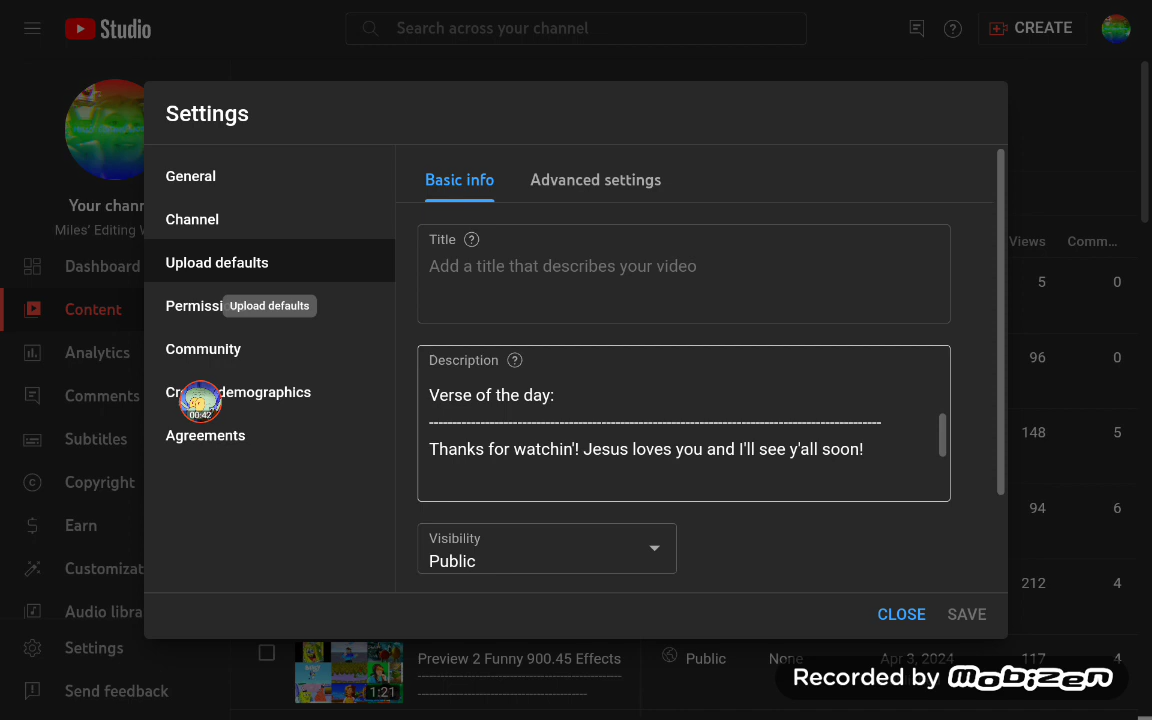 Studio
Search across your channel
CREATE
Settings
General
Channel
Upload defaults
Permissi
Upload defaults
Community
demographics
00:42
Agreements
Basic info
Advanced settings
Title ?
Add a title that describes your video
Description ?
Verse of the day:
--------------------------------------------------------------------------------------------
Thanks for watchin'! Jesus loves you and I'll see y'all soon!
Visibility
Public
CLOSE
SAVE
Your chann
Miles' Editing W
Dashboard
Content
Analytics
Comments
Subtitles
Copyright
Earn
Customizat
Audio libra
Settings
Send feedback
Views Comm...
5 0
96 0
148 5
94 6
212 4
117 4
Preview 2 Funny 900.45 Effects
1:21
Public
None
Apr 3, 2024
Recorded by mobizen